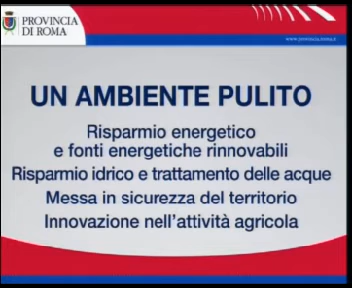 PROVINCIA
DI ROMA
www.provincia.roma.it
UN AMBIENTE PULITO
Risparmio energetico
e fonti energetiche rinnovabili
Risparmio idrico e trattamento delle acque
Messa in sicurezza del territorio
Innovazione nell'attività agricola